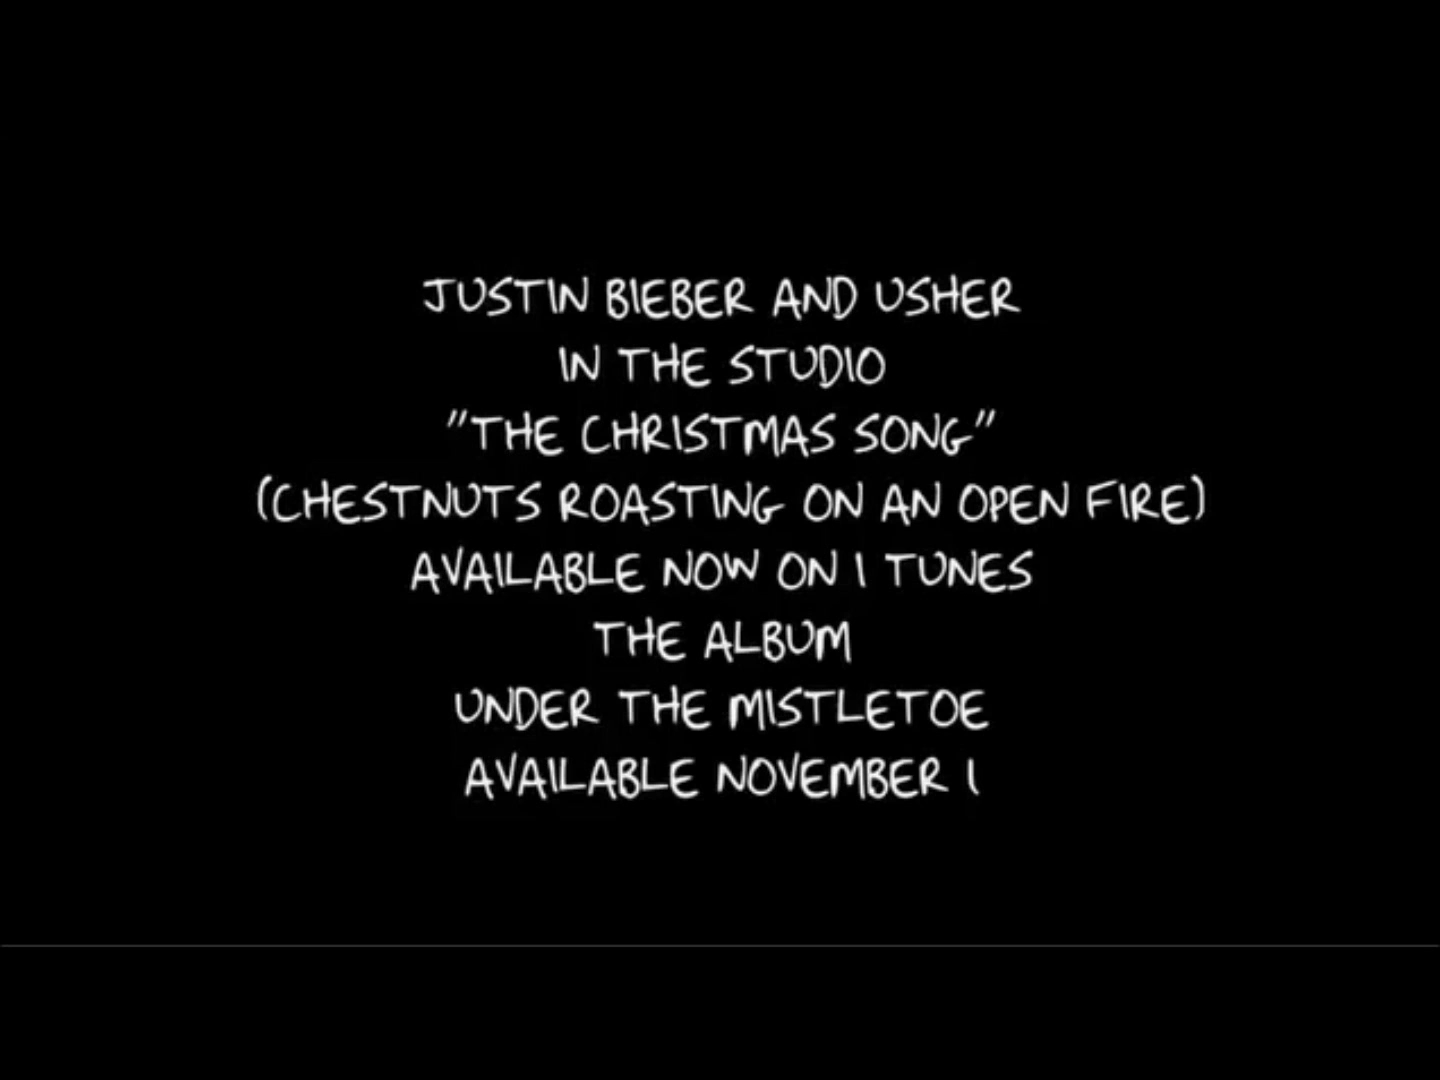 JUSTIN BIEBER AND USHER
IN THE STUDIO
"THE CHRISTMAS SONG"
(CHESTNUTS ROASTING ON AN OPEN FIRE)
AVAILABLE NOW ON I TUNES
THE ALBUM
UNDER THE MISTLETOE
AVAILABLE NOVEMBER 1